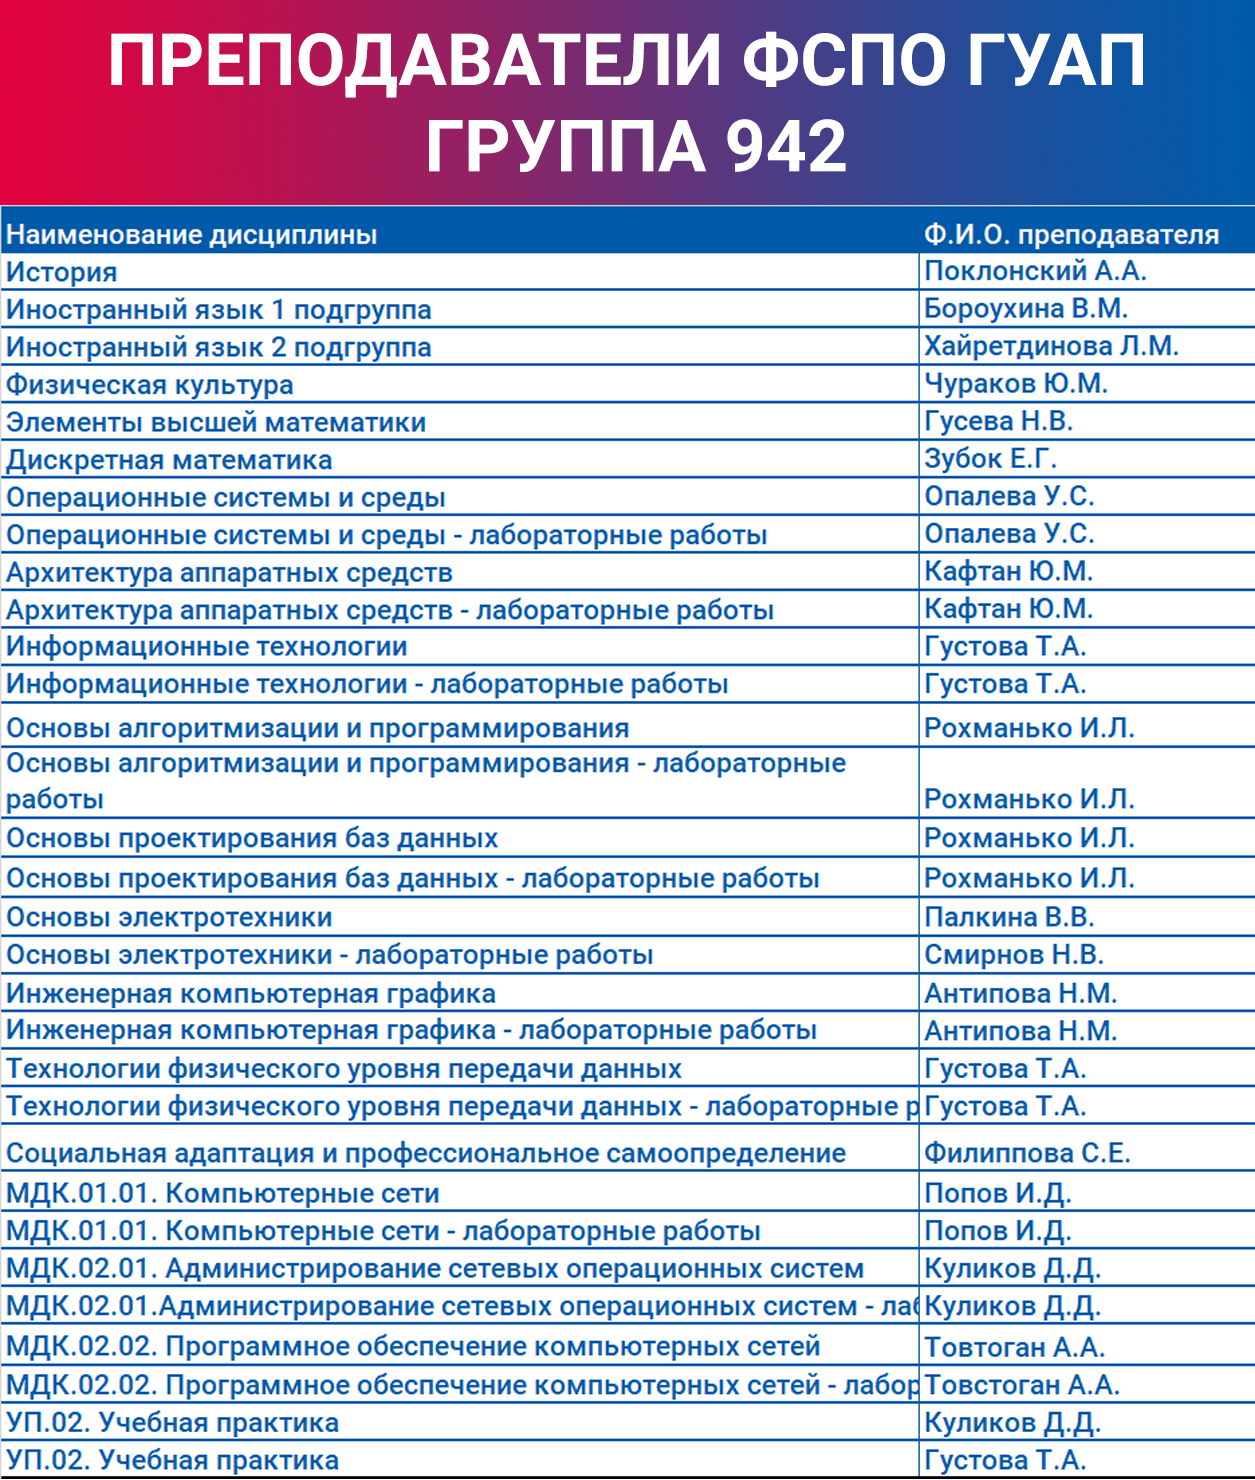 ПРЕПОДАВАТЕЛИ ФСПО ГУАП
ГРУППА 942
Наименование дисциплины Ф.И.О. преподавателя
История Поклонский А.А.
Иностранный язык 1 подгруппа Бороухина В.М.
Иностранный язык 2 подгруппа Хайретдинова Л.М.
Физическая культура Чураков Ю.М.
Элементы высшей математики Гусева Н.В.
Дискретная математика Зубок Е.Г.
Операционные системы и среды Опалева У.С.
Операционные системы и среды - лабораторные работы Опалева У.С.
Архитектура аппаратных средств Кафтан Ю.М.
Архитектура аппаратных средств - лабораторные работы Кафтан Ю.М.
Информационные технологии Густова Т.А.
Информационные технологии - лабораторные работы Густова Т.А.
Основы алгоритмизации и программирования Рохманько И.Л.
Основы алгоритмизации и программирования - лабораторные
работы Рохманько И.Л.
Основы проектирования баз данных Рохманько И.Л.
Основы проектирования баз данных - лабораторные работы Рохманько И.Л.
Основы электротехники Палкина В.В.
Основы электротехники - лабораторные работы Смирнов Н.В.
Инженерная компьютерная графика Антипова Н.М.
Инженерная компьютерная графика - лабораторные работы Антипова Н.М.
Технологии физического уровня передачи данных Густова Т.А.
Технологии физического уровня передачи данных - лабораторные р Густова Т.А.
Социальная адаптация и профессиональное самоопределение Филиппова С.Е.
МДК.01.01. Компьютерные сети Попов И.Д.
МДК.01.01. Компьютерные сети - лабораторные работы Попов И.Д.
МДК.02.01. Администрирование сетевых операционных систем Куликов Д.Д.
МДК.02.01.Администрирование сетевых операционных систем - лаб Куликов Д.Д.
МДК.02.02. Программное обеспечение компьютерных сетей Товтоган А.А.
МДК.02.02. Программное обеспечение компьютерных сетей - лабор Товстоган А.А.
УП.02. Учебная практика Куликов Д.Д.
УП.02. Учебная практика Густова Т.А.